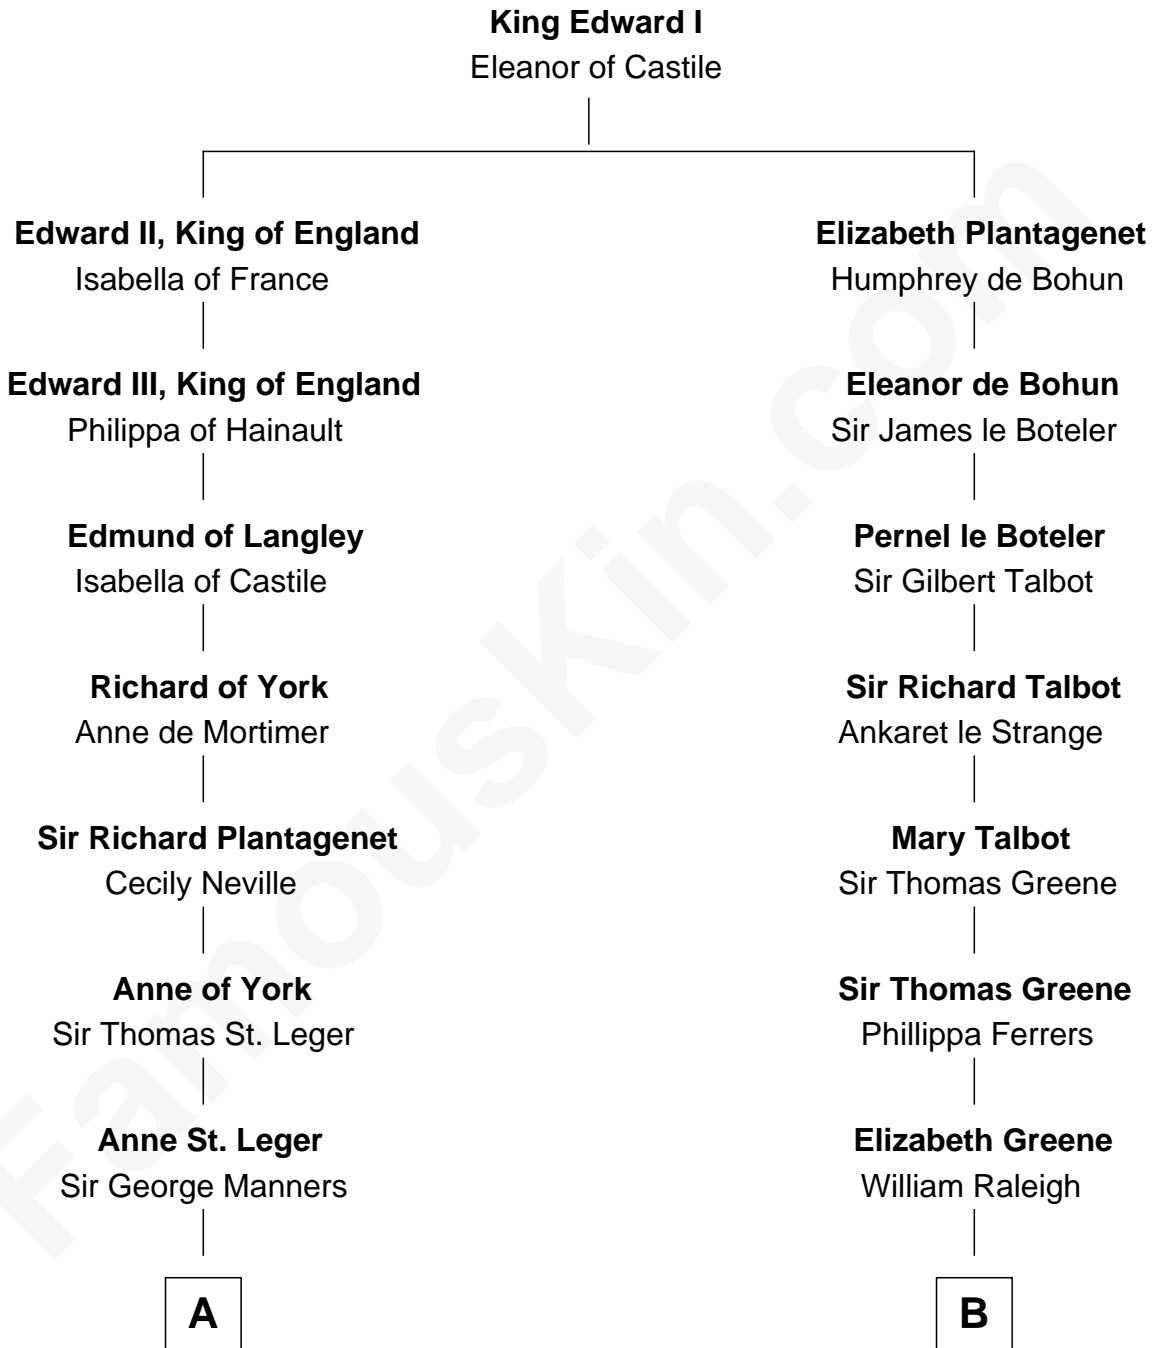 King Edward I
Eleanor of Castile
Edward II, King of England
Isabella of France
Edward III, King of England
Philippa of Hainault
Edmund of Langley
Isabella of Castile
Richard of York
Anne de Mortimer
Sir Richard Plantagenet
Cecily Neville
Anne of York
Sir Thomas St. Leger
Anne St. Leger
Sir George Manners
A
Elizabeth Plantagenet
Humphrey de Bohun
Eleanor de Bohun
Sir James le Boteler
Pernel le Boteler
Sir Gilbert Talbot
Sir Richard Talbot
Ankaret le Strange
Mary Talbot
Sir Thomas Greene
Sir Thomas Greene
Phillippa Ferrers
Elizabeth Greene
William Raleigh
B
FamousKin.com